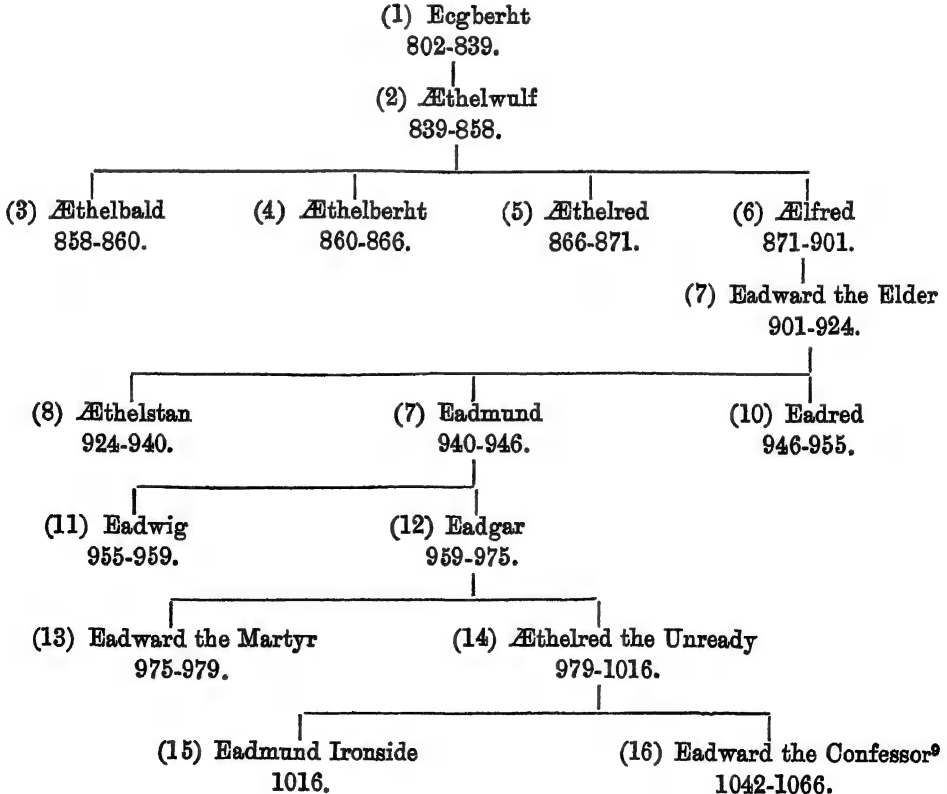 (1) Ecgberht
802-839.
(2) Æthelwulf
839-858.
(3) Æthelbald
858-860.
(4) Æthelberht
860-866.
(5) Æthelred
866-871.
(6) Ælfred
871-901.
(7) Eadward the Elder
901-924.
(8) Æthelstan
924-940.
(7) Eadmund
940-946.
(10) Eadred
946-955.
(11) Eadwig
955-959.
(12) Eadgar
959-975.
(13) Eadward the Martyr
975-979.
(14) Æthelred the Unready
979-1016.
(15) Eadmund Ironside
1016.
(16) Eadward the Confessor⁹
1042-1066.